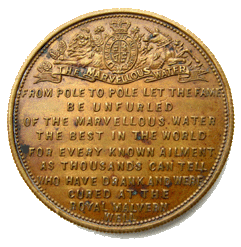 THE MARVELLOUS WATER
FROM POLE TO POLE LET THE FAME
BE UNFURLED
OF THE MARVELLOUS WATER
THE BEST IN THE WORLD
FOR EVERY KNOWN AILMENT
AS THOUSANDS CAN TELL
WHO HAVE DRANK AND WERE
CURED AT THE
ROYAL MALVERN
WELL